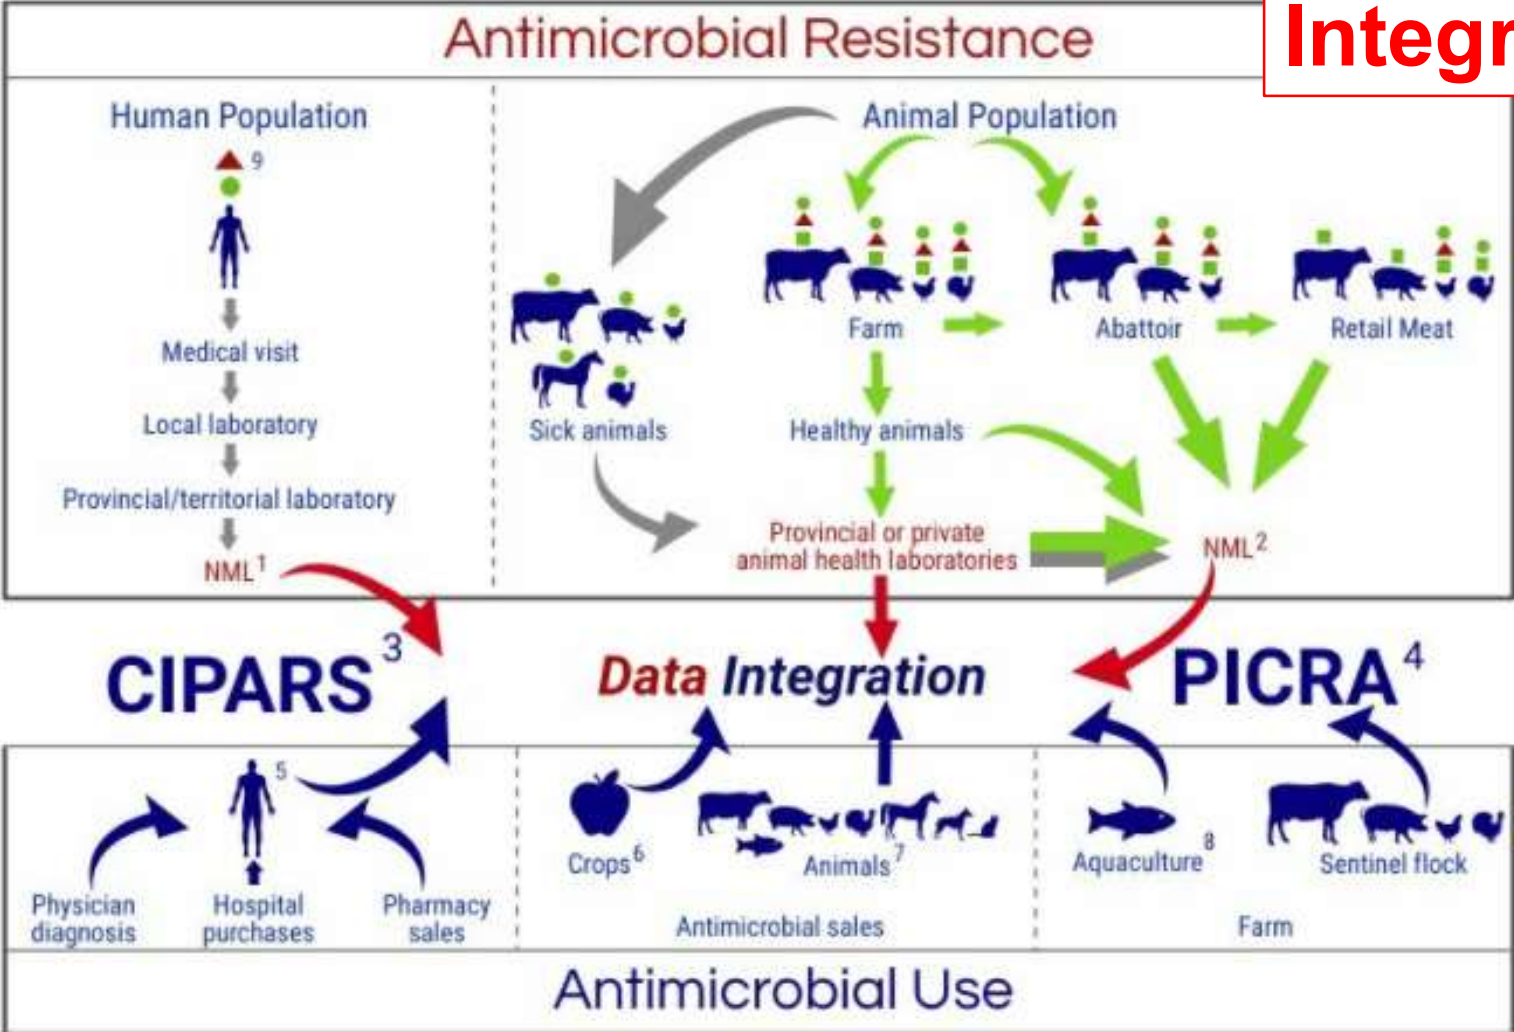 Antimicrobial Resistance
Integr
Human Population
9
Medical visit
Local laboratory
Provincial/territorial laboratory
NML1
Animal Population
Sick animals
Farm
Abattoir
Retail Meat
Healthy animals
Provincial or private
animal health laboratories
NML2
CIPARS3
Data Integration
PICRA4
5
Physician
diagnosis
Hospital
purchases
Pharmacy
sales
Crops6
Animals7
Antimicrobial sales
Aquaculture8
Sentinel flock
Farm
Antimicrobial Use